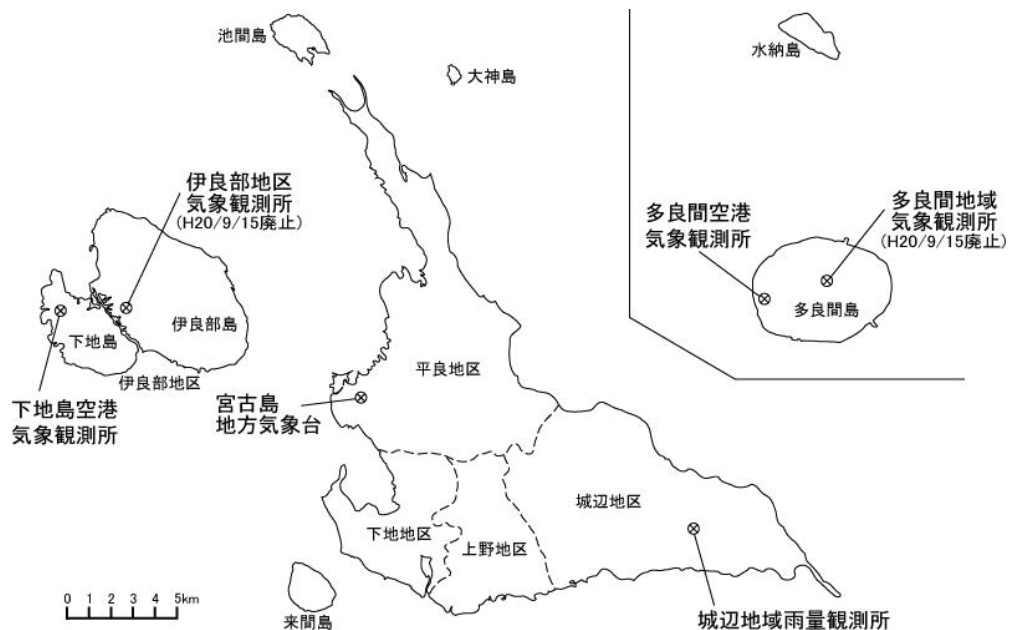 池間島
大神島
水納島
伊良部地区
気象観測所
(H20/9/15廃止)
多良間空港
気象観測所
多良間地域
気象観測所
(H20/9/15廃止)
多良間島
伊良部島
下地島
伊良部地区
下地島空港
気象観測所
平良地区
宮古島
地方気象台
城辺地区
下地地区
上野地区
来間島
城辺地域雨量観測所
0 1 2 3 4 5km